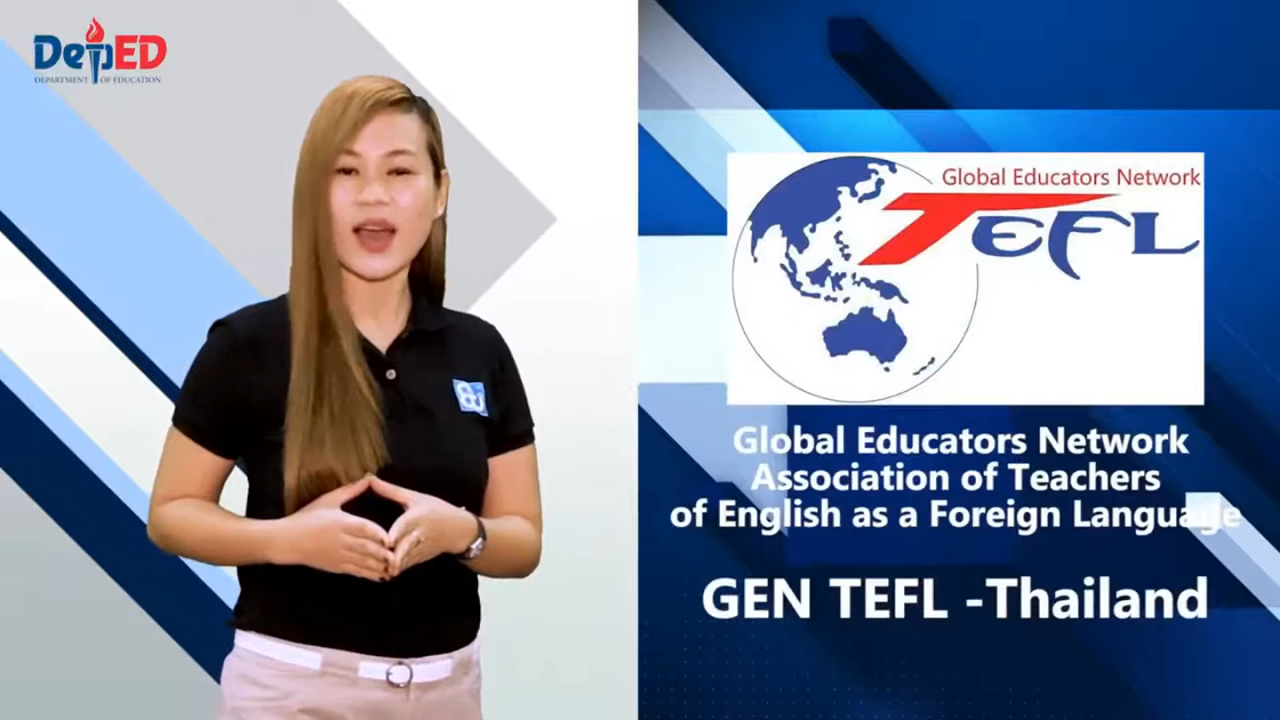 DepED
DEPARTMENT OF EDUCATION
Global Educators Network
TEFL
Global Educators Network
Association of Teachers
of English as a Foreign Language
GEN TEFL -Thailand